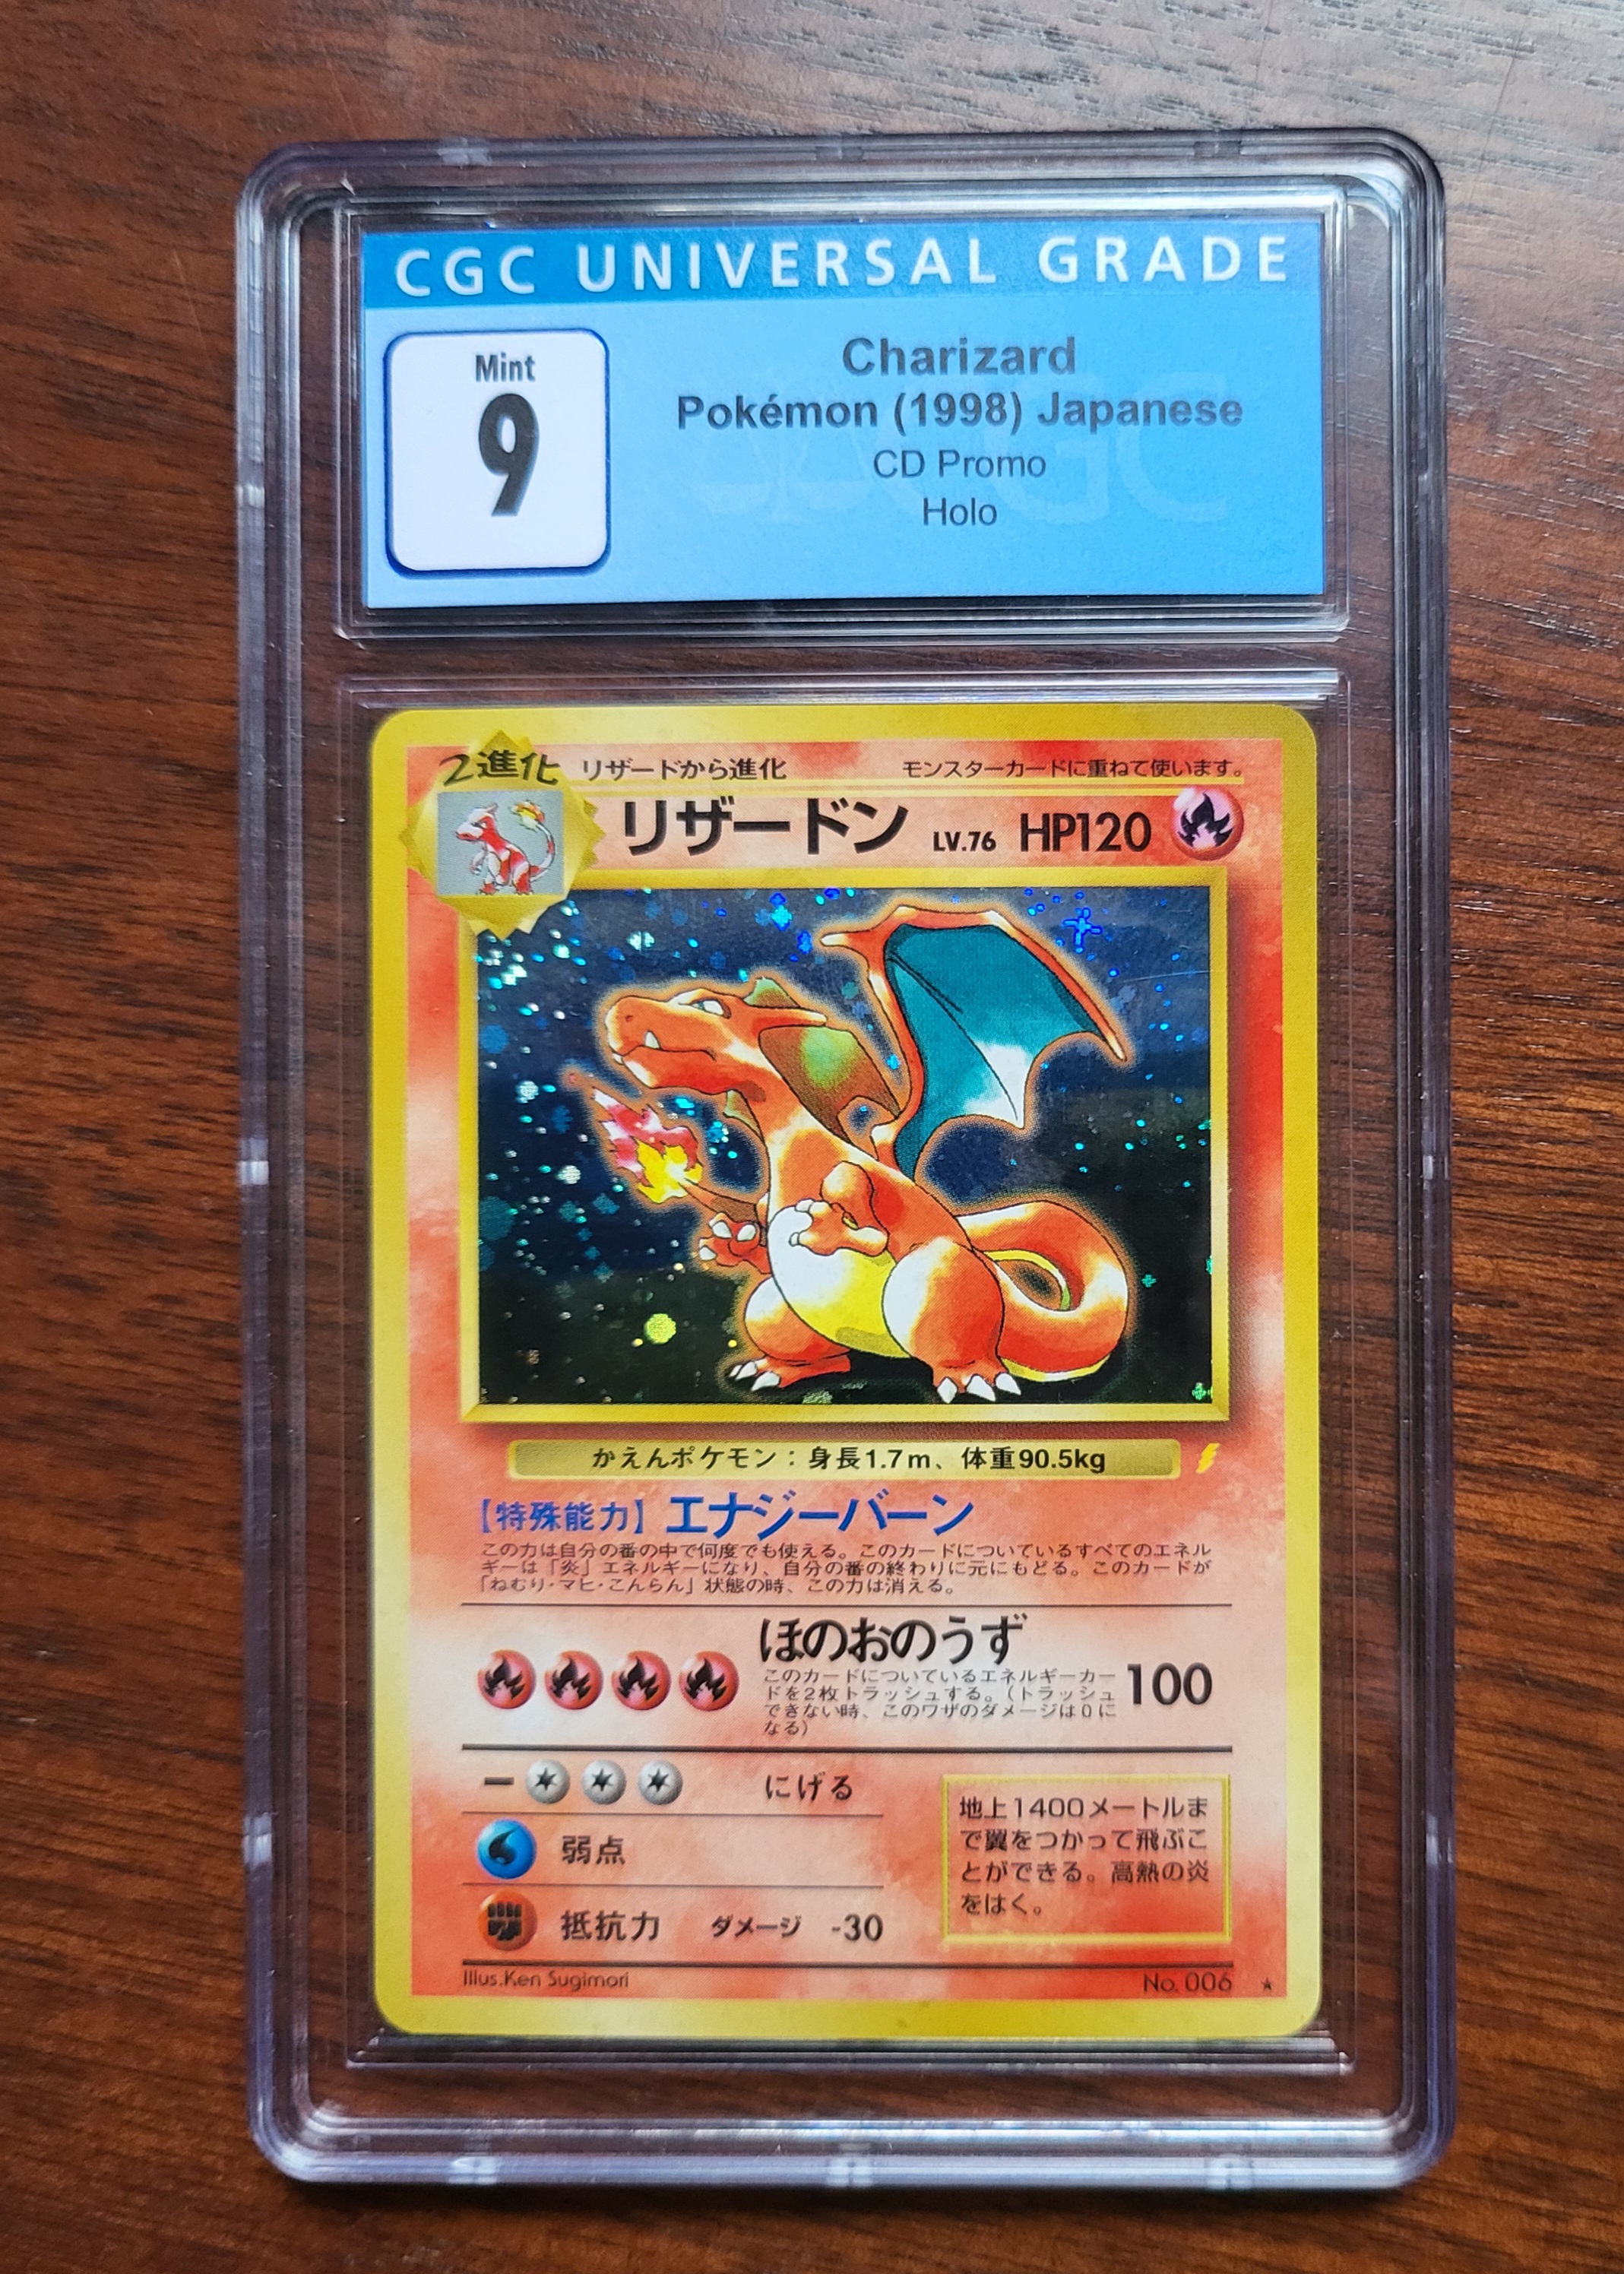 CGC UNIVERSAL GRADE
Mint
9
Charizard
Pokémon (1998) Japanese
CD Promo
Holo
2進化
リザードから進化
モンスターカードに重ねて使います。
リザードン LV.76 HP120
かえんポケモン：身長1.7m、体重90.5kg
【特殊能力】エナジーバーン
この力は自分の番の中で何度でも使える。このカードについているすべてのエネル
ギーは「炎」エネルギーになり、自分の番の終わりに元にもどる。このカードが
「ねむり・マヒ・こんらん」状態の時、この力は消える。
ほのおのうず
このカードについているエネルギーカー
ドを2枚トラッシュする。（トラッシュ
できない時、このワザのダメージは0に
なる）
100
にげる
弱点
抵抗力 ダメージ -30
地上1400メートルま
で翼をつかって飛ぶこ
とができる。高熱の炎
をはく。
Illus.Ken Sugimori
No. 006